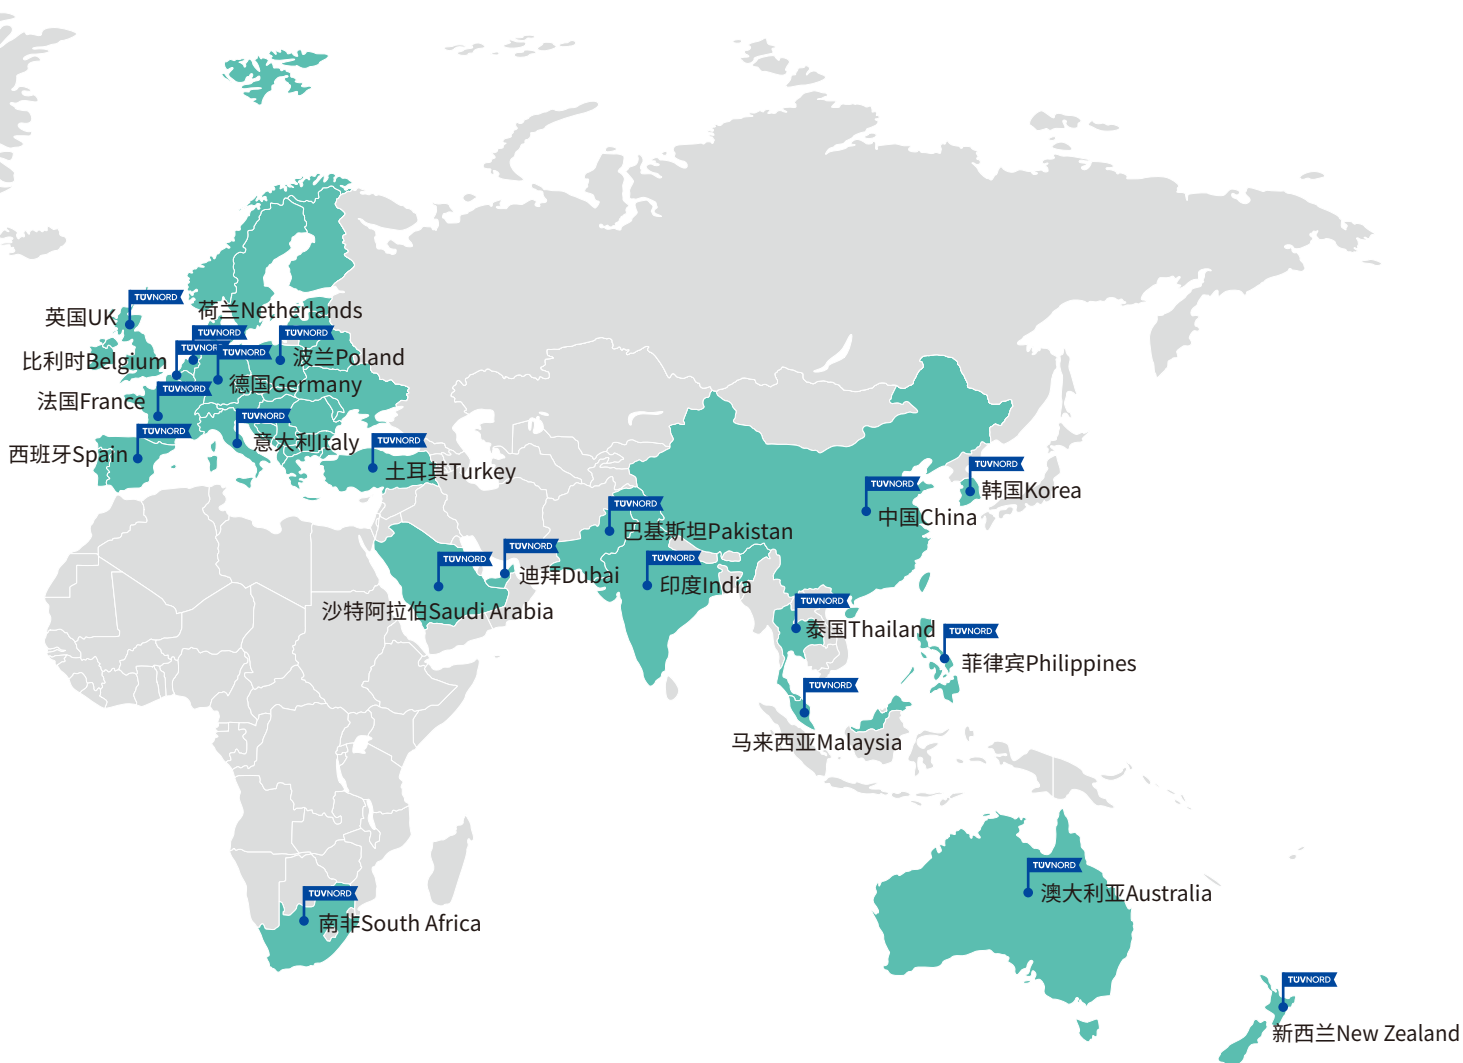 TÜVNORD
英国UK
荷兰Netherlands
TÜVNORD
TÜVNORD
TÜVNORD
TÜVNORD
比利时Belgium
波兰Poland
德国Germany
TÜVNORD
法国France
TÜVNORD
意大利Italy
TÜVNORD
西班牙Spain
TÜVNORD
土耳其Turkey
TÜVNORD
韩国Korea
TÜVNORD
中国China
TÜVNORD
巴基斯坦Pakistan
TÜVNORD
迪拜Dubai
TÜVNORD
沙特阿拉伯Saudi Arabia
TÜVNORD
印度India
TÜVNORD
泰国Thailand
TÜVNORD
菲律宾Philippines
TÜVNORD
马来西亚Malaysia
TÜVNORD
澳大利亚Australia
TÜVNORD
南非South Africa
TÜVNORD
新西兰New Zealand